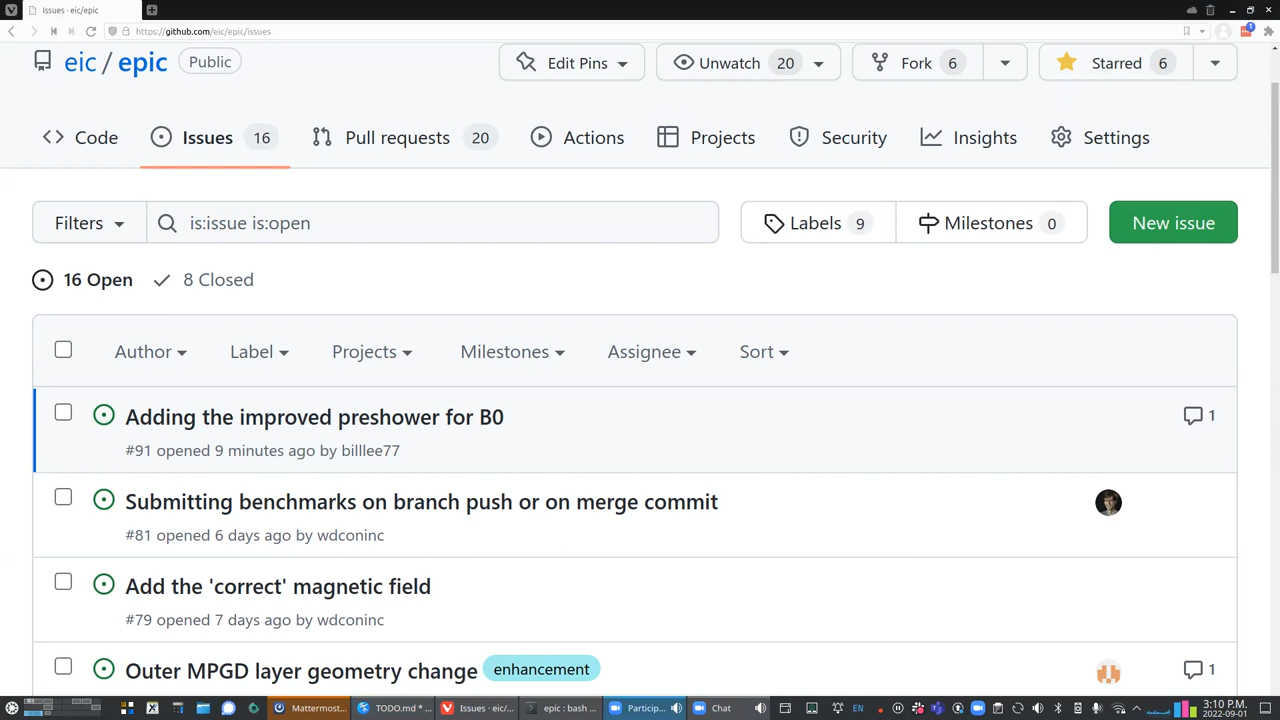 Issues · eic/epic
https://github.com/eic/epic/issues
1
eic / epic Public
Edit Pins
Unwatch 20
Fork 6
Starred 6
Code
Issues 16
Pull requests 20
Actions
Projects
Security
Insights
Settings
Filters
is:issue is:open
Labels 9
Milestones 0
New issue
16 Open
8 Closed
Author
Label
Projects
Milestones
Assignee
Sort
Adding the improved preshower for B0
1
#91 opened 9 minutes ago by billlee77
Submitting benchmarks on branch push or on merge commit
#81 opened 6 days ago by wdconinc
Add the 'correct' magnetic field
#79 opened 7 days ago by wdconinc
Outer MPGD layer geometry change enhancement
1
Mattermost...
TODO.md *...
Issues · eic/...
epic : bash ...
Particip...
Chat
EN
3:10 P.M.
2022-09-01